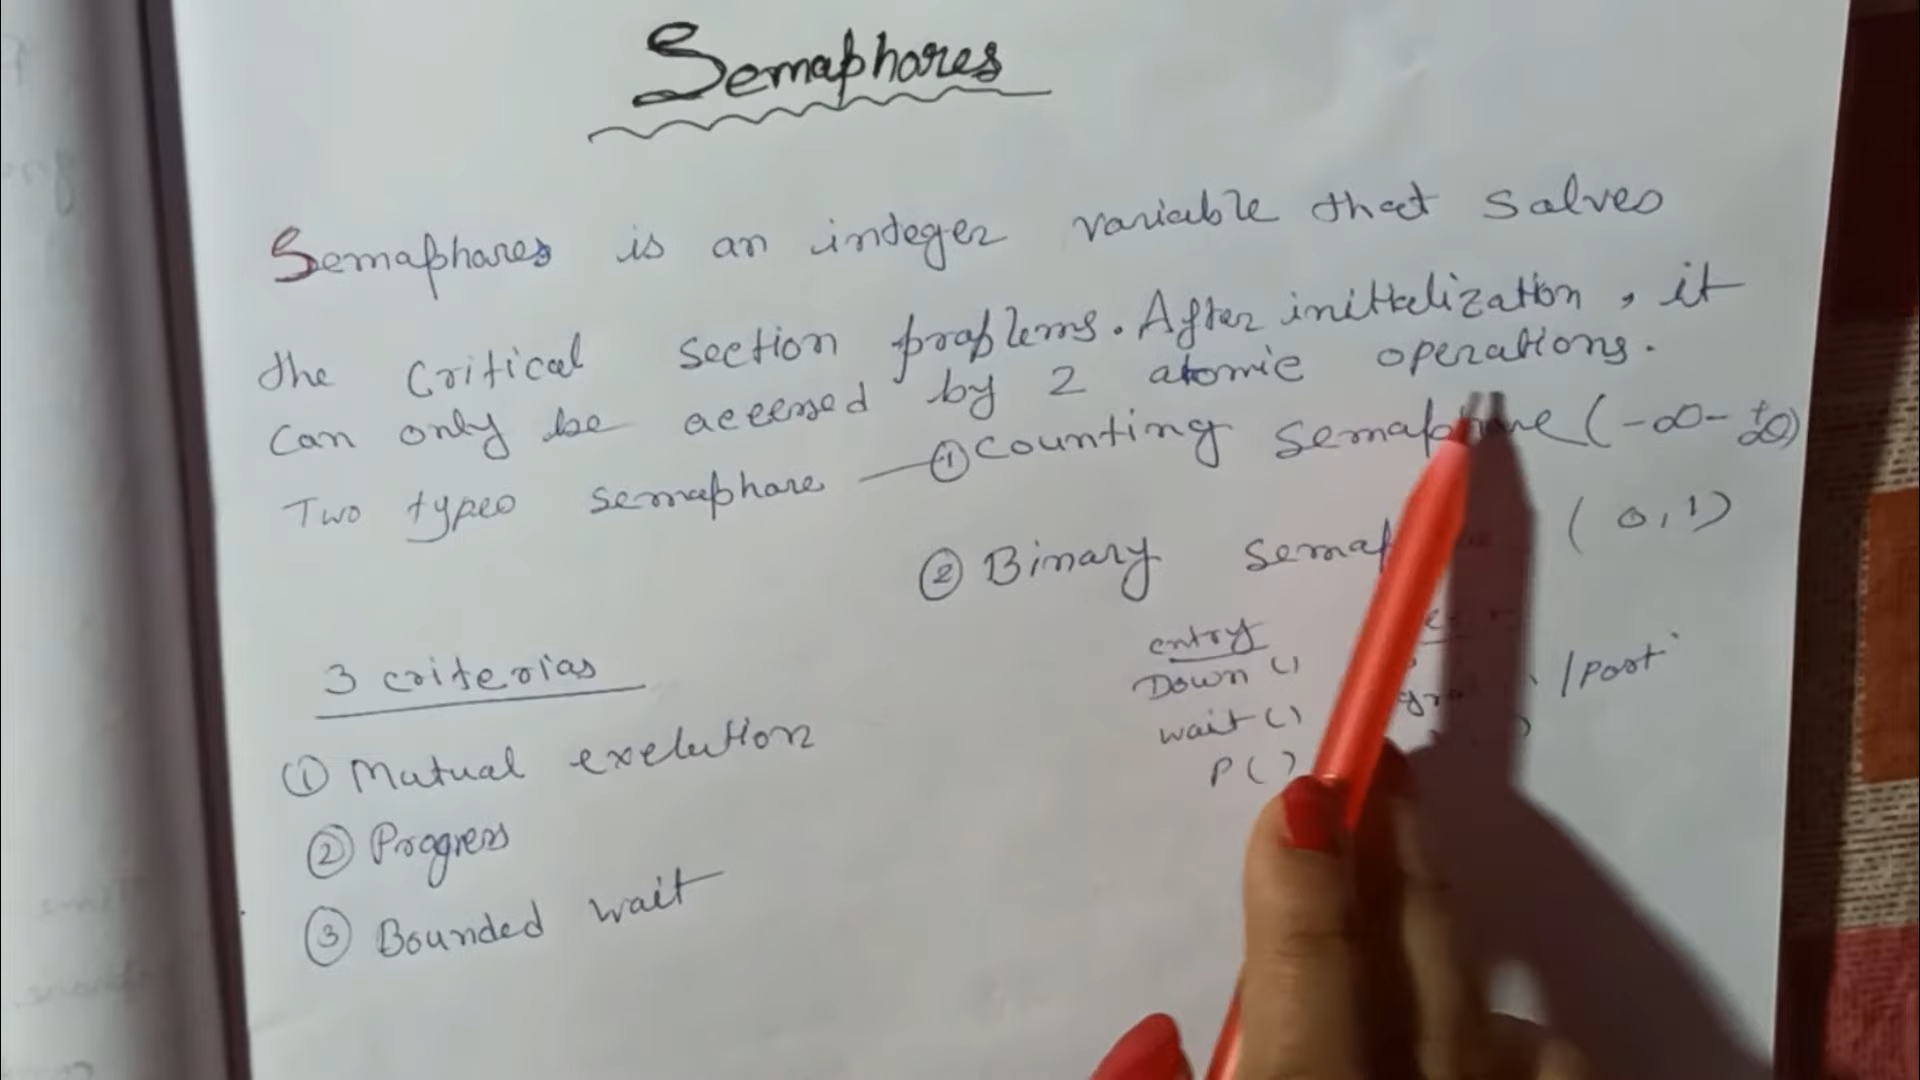 Semaphores
Semaphores is an integer variable that solves
the critical section problems. After initialization, it
can only be accessed by 2 atomic operations.
Two types semaphore — ① Counting semaphore (-∞ - +∞)
② Binary (0,1)
entry
Down ()
wait () /post
P()
3 criterias
① Mutual exclution
② Progress
③ Bounded wait